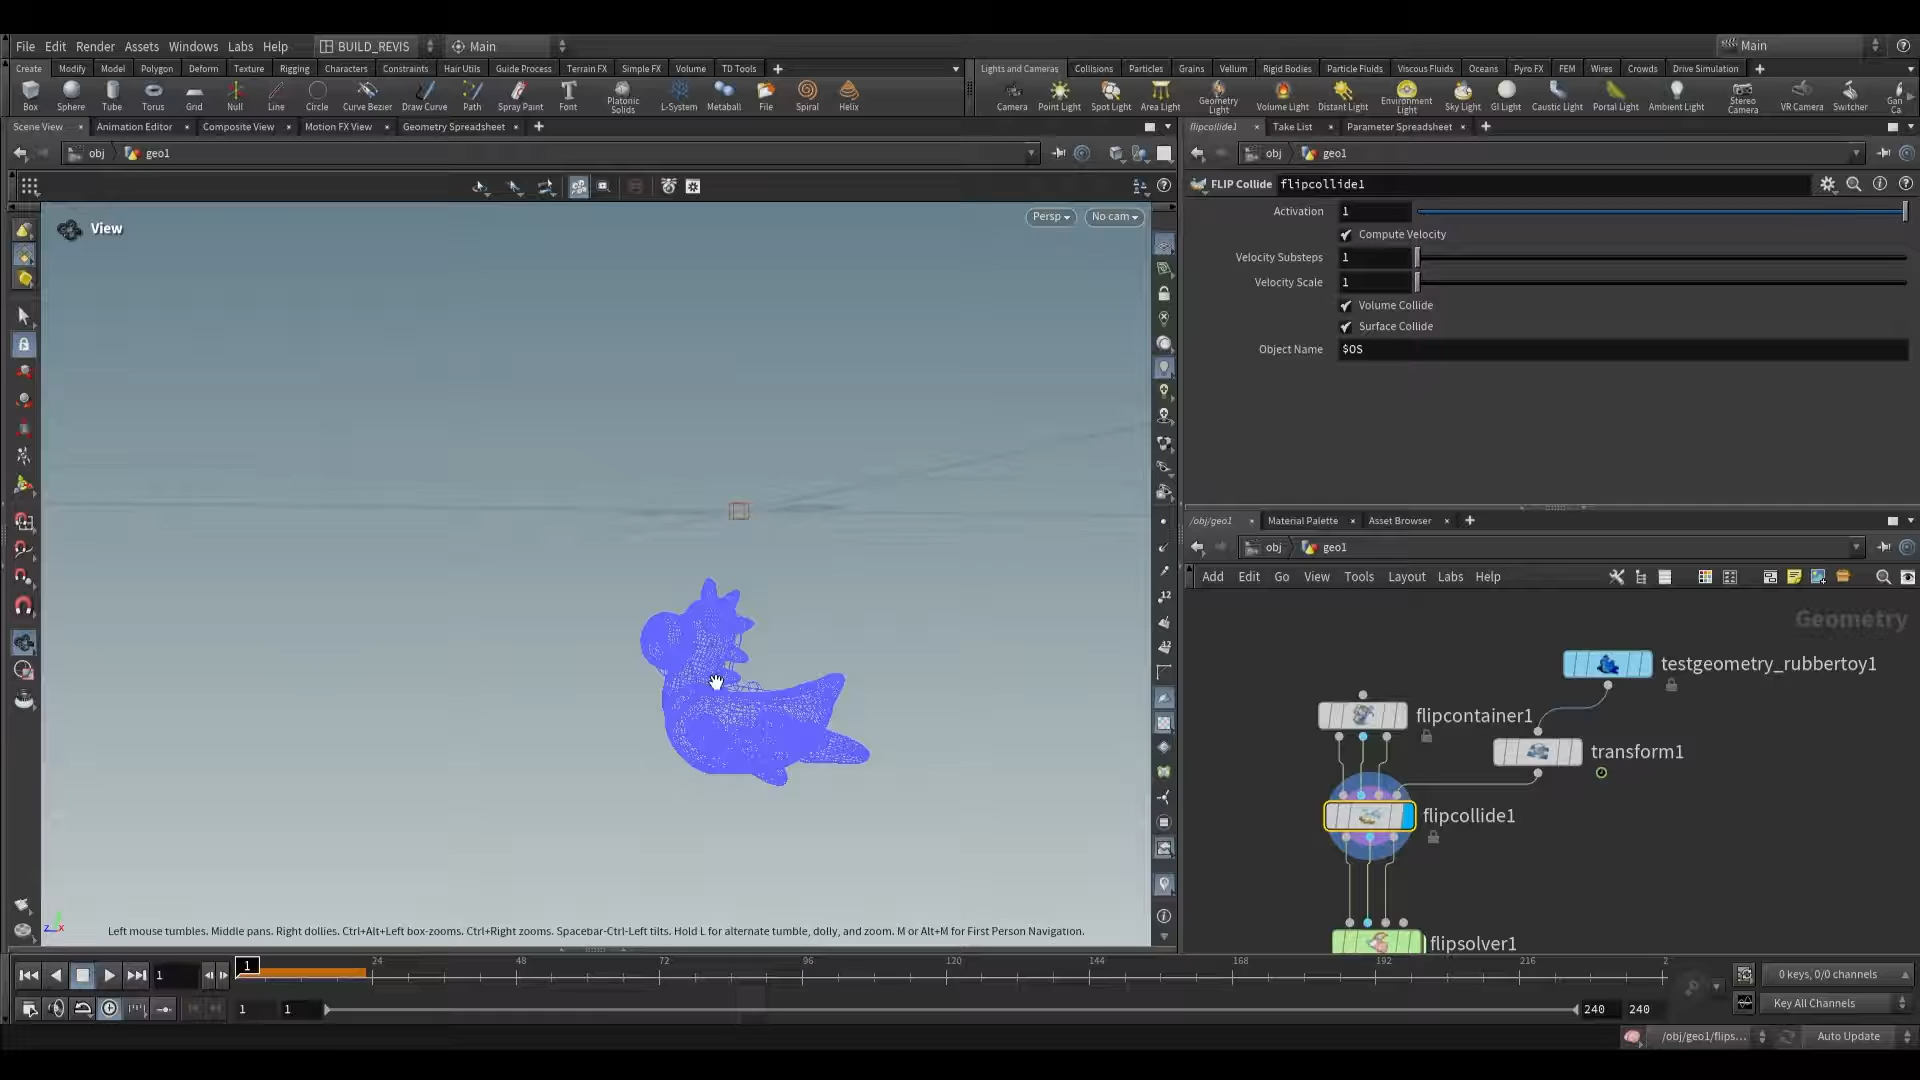 File Edit Render Assets Windows Labs Help BUILD_REVIS Main Main
Create Modify Model Polygon Deform Texture Rigging Characters Constraints Hair Utils Guide Process Terrain FX Simple FX Volume TD Tools
Lights and Cameras Collisions Particles Grains Vellum Rigid Bodies Particle Fluids Viscous Fluids Oceans Pyro FX FEM Wires Crowds Drive Simulation
Box Sphere Tube Torus Grid Null Line Circle Curve Bezier Draw Curve Path Spray Paint Font Platonic Solids L-System Metaball File Spiral Helix
Camera Point Light Spot Light Area Light Geometry Light Volume Light Distant Light Environment Light Sky Light GI Light Caustic Light Portal Light Ambient Light Stereo Camera VR Camera Switcher
Scene View Animation Editor Composite View Motion FX View Geometry Spreadsheet
flipcollide1 Take List Parameter Spreadsheet
obj geo1
obj geo1
FLIP Collide flipcollide1
View
Persp No cam
Activation 1
Compute Velocity
Velocity Substeps 1
Velocity Scale 1
Volume Collide
Surface Collide
Object Name $OS
/obj/geo1 Material Palette Asset Browser
obj geo1
Add Edit Go View Tools Layout Labs Help
Geometry
testgeometry_rubbertoy1
flipcontainer1
transform1
flipcollide1
flipsolver1
12
42
z x
Left mouse tumbles. Middle pans. Right dollies. Ctrl+Alt+Left box-zooms. Ctrl+Right zooms. Spacebar-Ctrl-Left tilts. Hold L for alternate tumble, dolly, and zoom. M or Alt+M for First Person Navigation.
1 1 24 48 72 96 120 144 168 192 216 2
0 keys, 0/0 channels
1 1 240 240
Key All Channels
/obj/geo1/flips... Auto Update